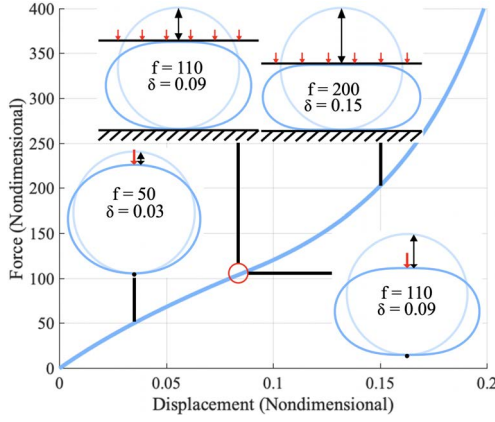 400
350
300
250
200
150
100
50
0
Force (Nondimensional)
f = 110
δ = 0.09
f = 200
δ = 0.15
f = 50
δ = 0.03
f = 110
δ = 0.09
0
0.05
0.1
0.15
0.2
Displacement (Nondimensional)